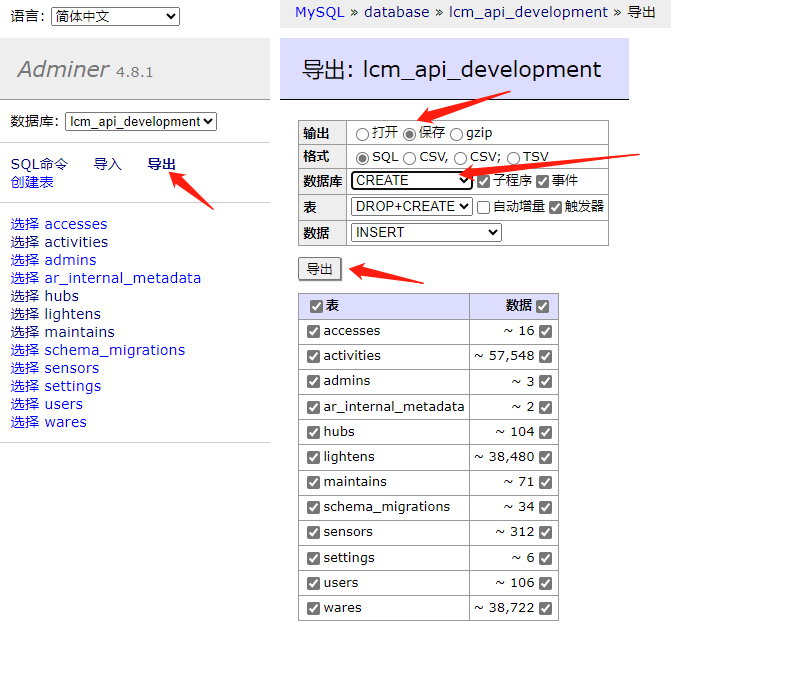 语言: 简体中文
Adminer 4.8.1
数据库: lcm_api_development
SQL命令 导入 导出
创建表
选择 accesses
选择 activities
选择 admins
选择 ar_internal_metadata
选择 hubs
选择 lightens
选择 maintains
选择 schema_migrations
选择 sensors
选择 settings
选择 users
选择 wares
MySQL » database » lcm_api_development » 导出
导出: lcm_api_development
输出 打开 保存 gzip
格式 SQL CSV, CSV; TSV
数据库 CREATE 子程序 事件
表 DROP+CREATE 自动增量 触发器
数据 INSERT
导出
表 数据
accesses ~ 16
activities ~ 57,548
admins ~ 3
ar_internal_metadata ~ 2
hubs ~ 104
lightens ~ 38,480
maintains ~ 71
schema_migrations ~ 34
sensors ~ 312
settings ~ 6
users ~ 106
wares ~ 38,722